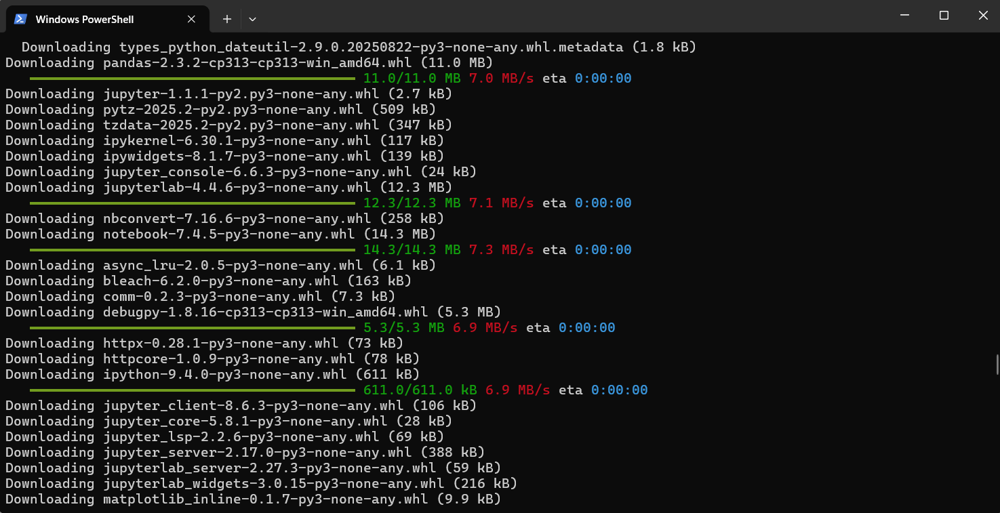 Windows PowerShell
Downloading types_python_dateutil-2.9.0.20250822-py3-none-any.whl.metadata (1.8 kB)
Downloading pandas-2.3.2-cp313-cp313-win_amd64.whl (11.0 MB)
11.0/11.0 MB 7.0 MB/s eta 0:00:00
Downloading jupyter-1.1.1-py2.py3-none-any.whl (2.7 kB)
Downloading pytz-2025.2-py2.py3-none-any.whl (509 kB)
Downloading tzdata-2025.2-py2.py3-none-any.whl (347 kB)
Downloading ipykernel-6.30.1-py3-none-any.whl (117 kB)
Downloading ipywidgets-8.1.7-py3-none-any.whl (139 kB)
Downloading jupyter_console-6.6.3-py3-none-any.whl (24 kB)
Downloading jupyterlab-4.4.6-py3-none-any.whl (12.3 MB)
12.3/12.3 MB 7.1 MB/s eta 0:00:00
Downloading nbconvert-7.16.6-py3-none-any.whl (258 kB)
Downloading notebook-7.4.5-py3-none-any.whl (14.3 MB)
14.3/14.3 MB 7.3 MB/s eta 0:00:00
Downloading async_lru-2.0.5-py3-none-any.whl (6.1 kB)
Downloading bleach-6.2.0-py3-none-any.whl (163 kB)
Downloading comm-0.2.3-py3-none-any.whl (7.3 kB)
Downloading debugpy-1.8.16-cp313-cp313-win_amd64.whl (5.3 MB)
5.3/5.3 MB 6.9 MB/s eta 0:00:00
Downloading httpx-0.28.1-py3-none-any.whl (73 kB)
Downloading httpcore-1.0.9-py3-none-any.whl (78 kB)
Downloading ipython-9.4.0-py3-none-any.whl (611 kB)
611.0/611.0 kB 6.9 MB/s eta 0:00:00
Downloading jupyter_client-8.6.3-py3-none-any.whl (106 kB)
Downloading jupyter_core-5.8.1-py3-none-any.whl (28 kB)
Downloading jupyter_lsp-2.2.6-py3-none-any.whl (69 kB)
Downloading jupyter_server-2.17.0-py3-none-any.whl (388 kB)
Downloading jupyterlab_server-2.27.3-py3-none-any.whl (59 kB)
Downloading jupyterlab_widgets-3.0.15-py3-none-any.whl (216 kB)
Downloading matplotlib_inline-0.1.7-py3-none-any.whl (9.9 kB)